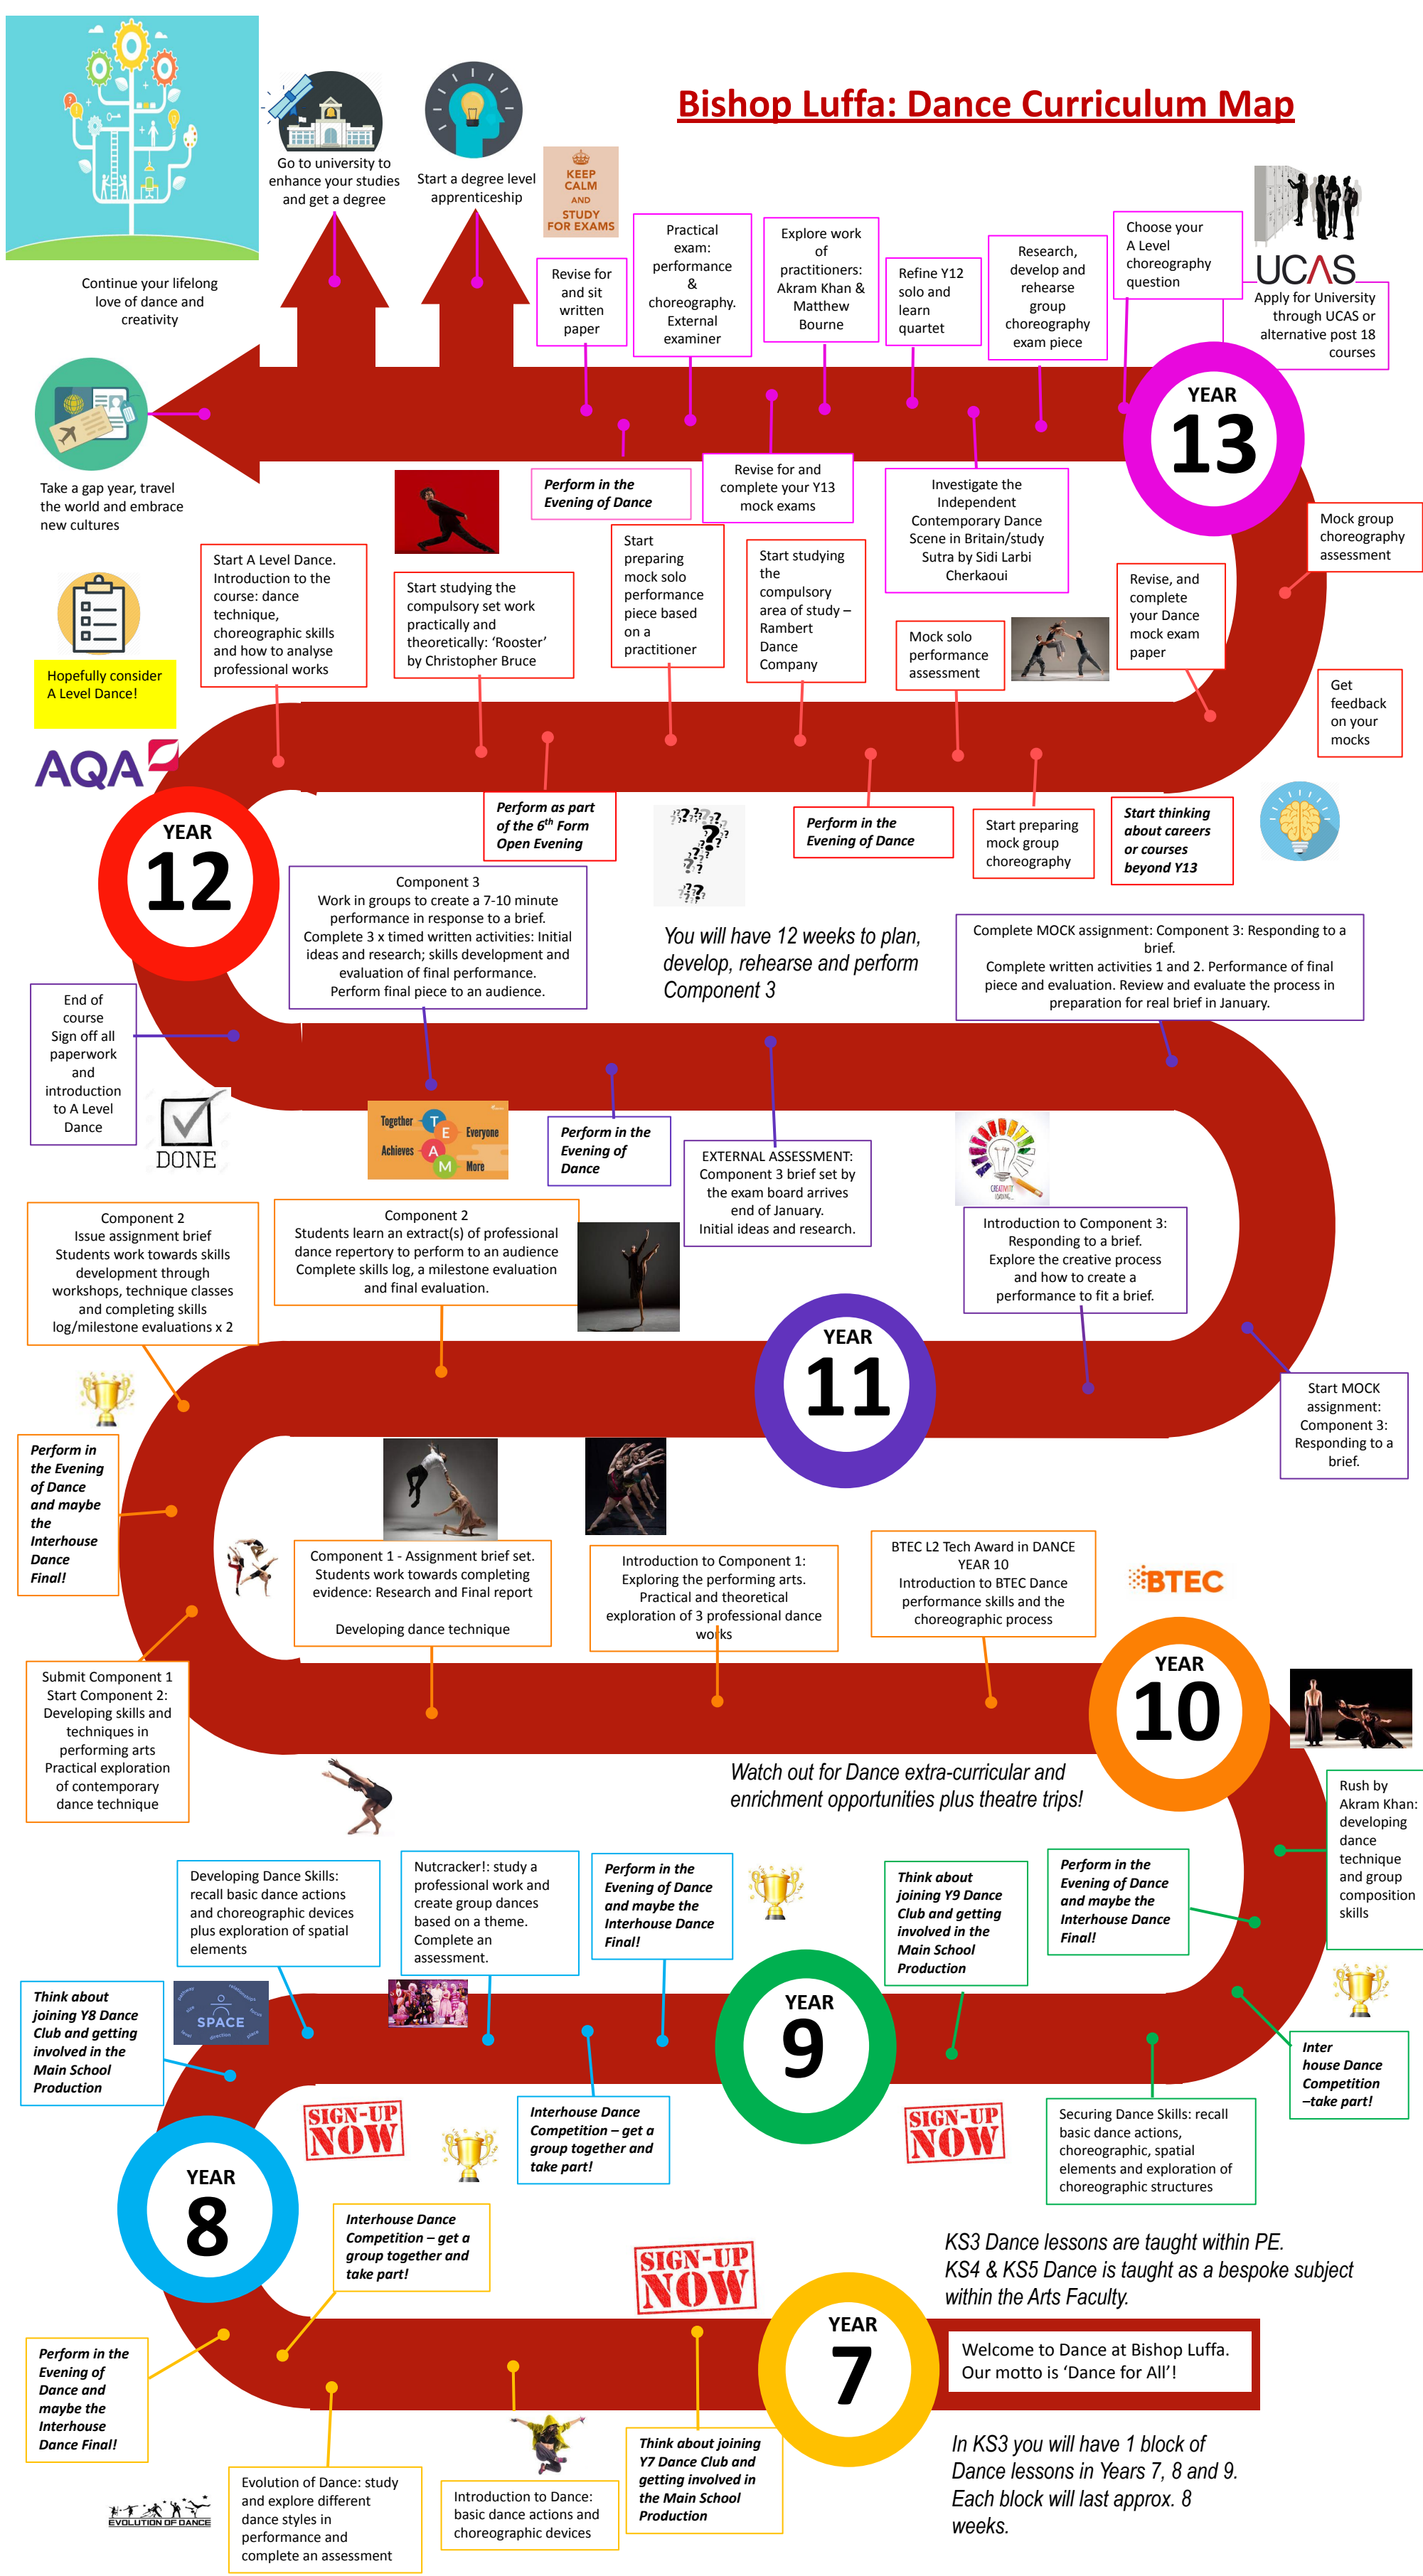 Bishop Luffa: Dance Curriculum Map
Go to university to
enhance your studies
and get a degree
Start a degree level
apprenticeship
KEEP
CALM
AND
STUDY
FOR EXAMS
Continue your lifelong
love of dance and
creativity
Revise for
and sit
written
paper
Practical
exam:
performance
&
choreography.
External
examiner
Explore work
of
practitioners:
Akram Khan &
Matthew
Bourne
Refine Y12
solo and
learn
quartet
Research,
develop and
rehearse
group
choreography
exam piece
Choose your
A Level
choreography
question
UCAS
Apply for University
through UCAS or
alternative post 18
courses
YEAR
13
Take a gap year, travel
the world and embrace
new cultures
Perform in the
Evening of Dance
Revise for and
complete your Y13
mock exams
Investigate the
Independent
Contemporary Dance
Scene in Britain/study
Sutra by Sidi Larbi
Cherkaoui
Mock group
choreography
assessment
Hopefully consider
A Level Dance!
AQA
Start A Level Dance.
Introduction to the
course: dance
technique,
choreographic skills
and how to analyse
professional works
Start studying the
compulsory set work
practically and
theoretically: ‘Rooster’
by Christopher Bruce
Start
preparing
mock solo
performance
piece based
on a
practitioner
Start studying
the
compulsory
area of study –
Rambert
Dance
Company
Mock solo
performance
assessment
Revise, and
complete
your Dance
mock exam
paper
Get
feedback
on your
mocks
YEAR
12
Perform as part
of the 6th Form
Open Evening
Perform in the
Evening of Dance
Start preparing
mock group
choreography
Start thinking
about careers
or courses
beyond Y13
Component 3
Work in groups to create a 7-10 minute
performance in response to a brief.
Complete 3 x timed written activities: Initial
ideas and research; skills development and
evaluation of final performance.
Perform final piece to an audience.
You will have 12 weeks to plan,
develop, rehearse and perform
Component 3
Complete MOCK assignment: Component 3: Responding to a
brief.
Complete written activities 1 and 2. Performance of final
piece and evaluation. Review and evaluate the process in
preparation for real brief in January.
End of
course
Sign off all
paperwork
and
introduction
to A Level
Dance
DONE
Together
Everyone
Achieves
More
T
E
A
M
Perform in the
Evening of
Dance
EXTERNAL ASSESSMENT:
Component 3 brief set by
the exam board arrives
end of January.
Initial ideas and research.
CREATIVITY
LOADING...
Introduction to Component 3:
Responding to a brief.
Explore the creative process
and how to create a
performance to fit a brief.
Component 2
Issue assignment brief
Students work towards skills
development through
workshops, technique classes
and completing skills
log/milestone evaluations x 2
Component 2
Students learn an extract(s) of professional
dance repertory to perform to an audience
Complete skills log, a milestone evaluation
and final evaluation.
YEAR
11
Start MOCK
assignment:
Component 3:
Responding to a
brief.
Perform in
the Evening
of Dance
and maybe
the
Interhouse
Dance
Final!
Component 1 - Assignment brief set.
Students work towards completing
evidence: Research and Final report
Developing dance technique
Introduction to Component 1:
Exploring the performing arts.
Practical and theoretical
exploration of 3 professional dance
works
BTEC L2 Tech Award in DANCE
YEAR 10
Introduction to BTEC Dance
performance skills and the
choreographic process
BTEC
YEAR
10
Submit Component 1
Start Component 2:
Developing skills and
techniques in
performing arts
Practical exploration
of contemporary
dance technique
Watch out for Dance extra-curricular and
enrichment opportunities plus theatre trips!
Rush by
Akram Khan:
developing
dance
technique
and group
composition
skills
Developing Dance Skills:
recall basic dance actions
and choreographic devices
plus exploration of spatial
elements
Nutcracker!: study a
professional work and
create group dances
based on a theme.
Complete an
assessment.
Perform in the
Evening of Dance
and maybe the
Interhouse Dance
Final!
Think about
joining Y9 Dance
Club and getting
involved in the
Main School
Production
Perform in the
Evening of Dance
and maybe the
Interhouse Dance
Final!
Think about
joining Y8 Dance
Club and getting
involved in the
Main School
Production
SPACE
YEAR
9
Inter
house Dance
Competition
–take part!
SIGN-UP
NOW
Interhouse Dance
Competition – get a
group together and
take part!
SIGN-UP
NOW
Securing Dance Skills: recall
basic dance actions,
choreographic, spatial
elements and exploration of
choreographic structures
YEAR
8
Interhouse Dance
Competition – get a
group together and
take part!
SIGN-UP
NOW
KS3 Dance lessons are taught within PE.
KS4 & KS5 Dance is taught as a bespoke subject
within the Arts Faculty.
YEAR
7
Welcome to Dance at Bishop Luffa.
Our motto is ‘Dance for All’!
Perform in the
Evening of
Dance and
maybe the
Interhouse
Dance Final!
EVOLUTION OF DANCE
Evolution of Dance: study
and explore different
dance styles in
performance and
complete an assessment
Introduction to Dance:
basic dance actions and
choreographic devices
Think about joining
Y7 Dance Club and
getting involved in
the Main School
Production
In KS3 you will have 1 block of
Dance lessons in Years 7, 8 and 9.
Each block will last approx. 8
weeks.